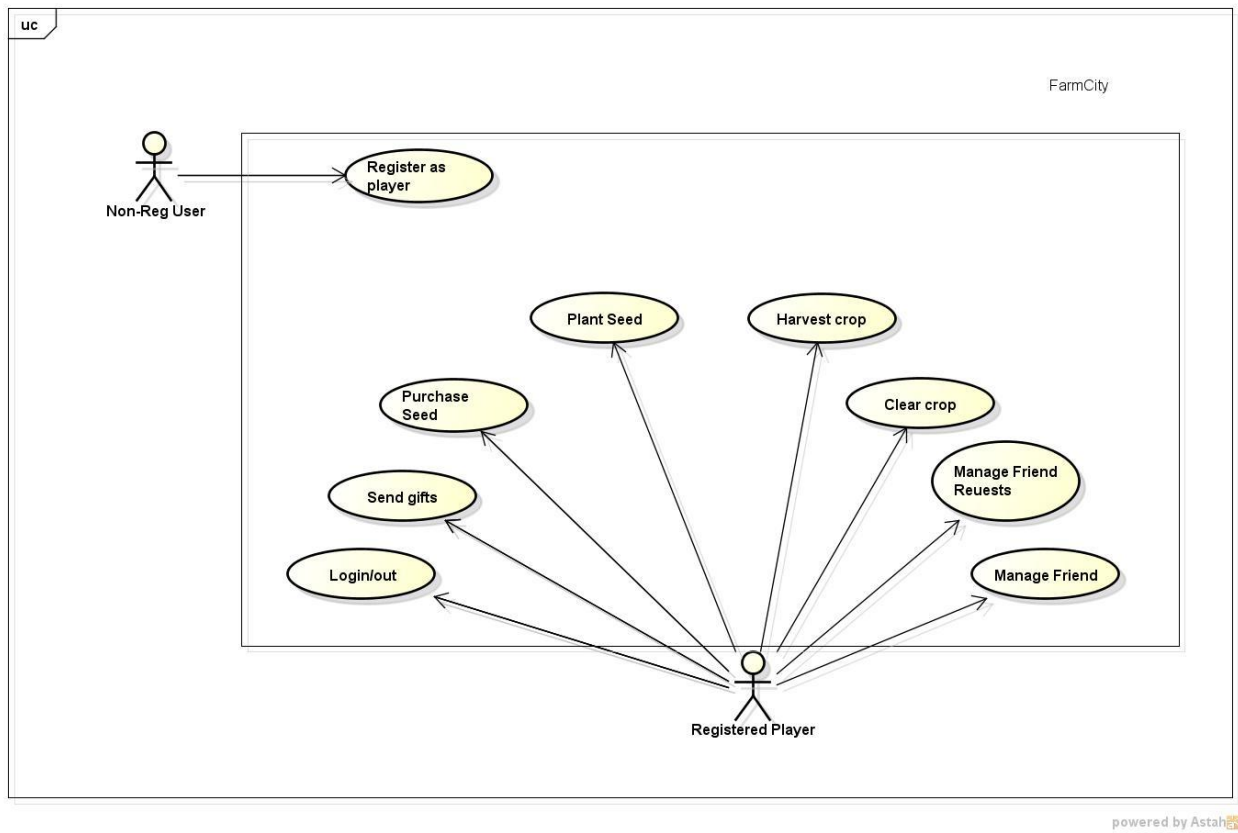 uc
FarmCity
Register as
player
Non-Reg User
Plant Seed
Harvest crop
Purchase
Seed
Clear crop
Manage Friend
Reuests
Send gifts
Login/out
Manage Friend
Registered Player
powered by Astah